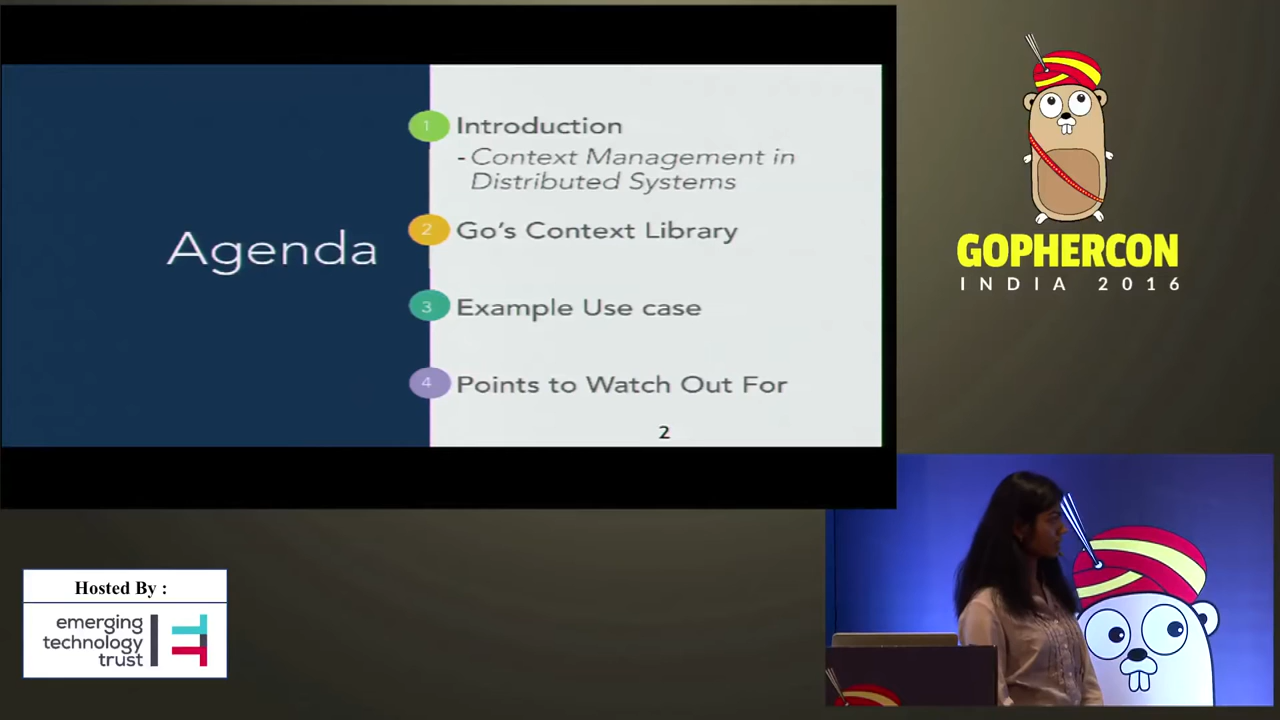 Agenda
1 Introduction
- Context Management in
Distributed Systems
2 Go's Context Library
3 Example Use case
4 Points to Watch Out For
2
GOPHERCON
INDIA 2016
Hosted By :
emerging
technology
trust